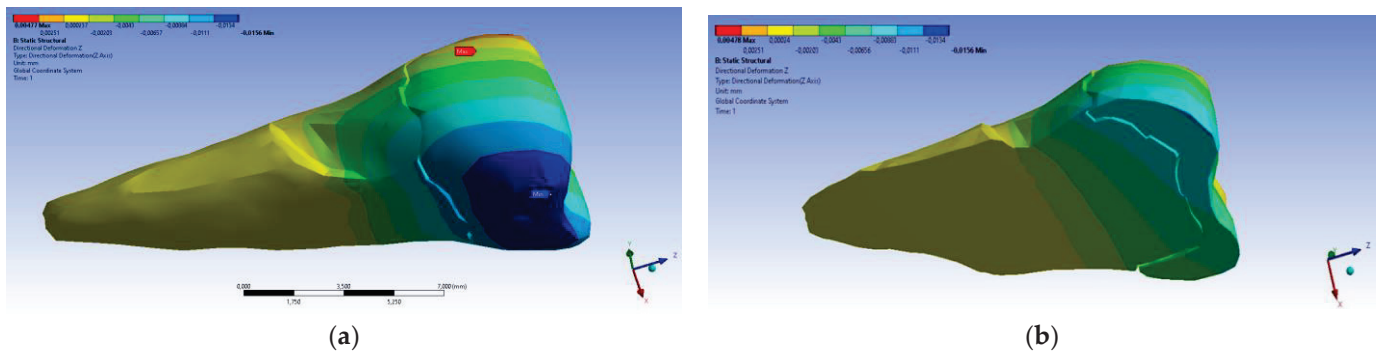 0,00477 Max 0,000237 -0,0043 -0,00884 -0,0134
0,00251 -0,00203 -0,00657 -0,0111 -0,0156 Min
B: Static Structural
Directional Deformation Z
Type: Directional Deformation(Z Axis)
Unit: mm
Global Coordinate System
Time: 1
Max
Min
Y
Z
X
0,000 3,500 7,000 (mm)
1,750 5,250
(a)
0,00478 Max 0,00024 -0,0043 -0,00883 -0,0134
0,00251 -0,00203 -0,00656 -0,0111 -0,0156 Min
B: Static Structural
Directional Deformation Z
Type: Directional Deformation(Z Axis)
Unit: mm
Global Coordinate System
Time: 1
Y
Z
X
(b)